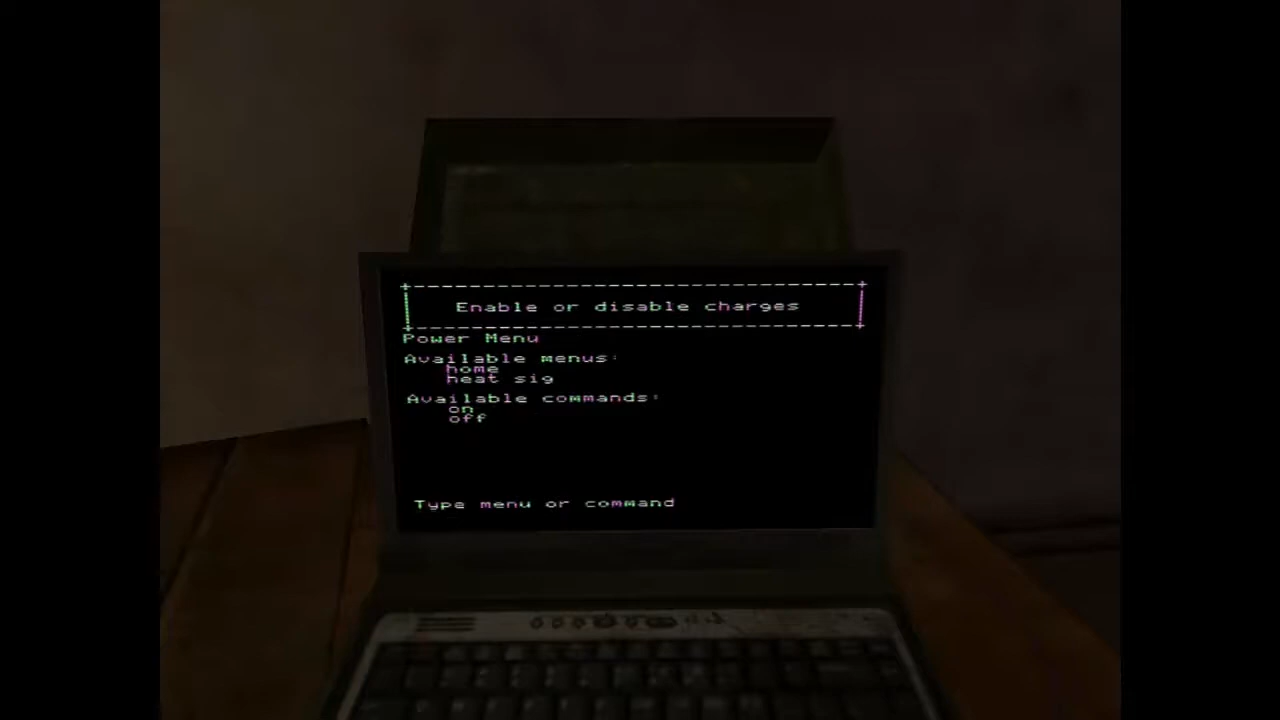 Enable or disable charges
Power Menu
Available menus:
home
heat sig
Available commands:
on
off
Type menu or command